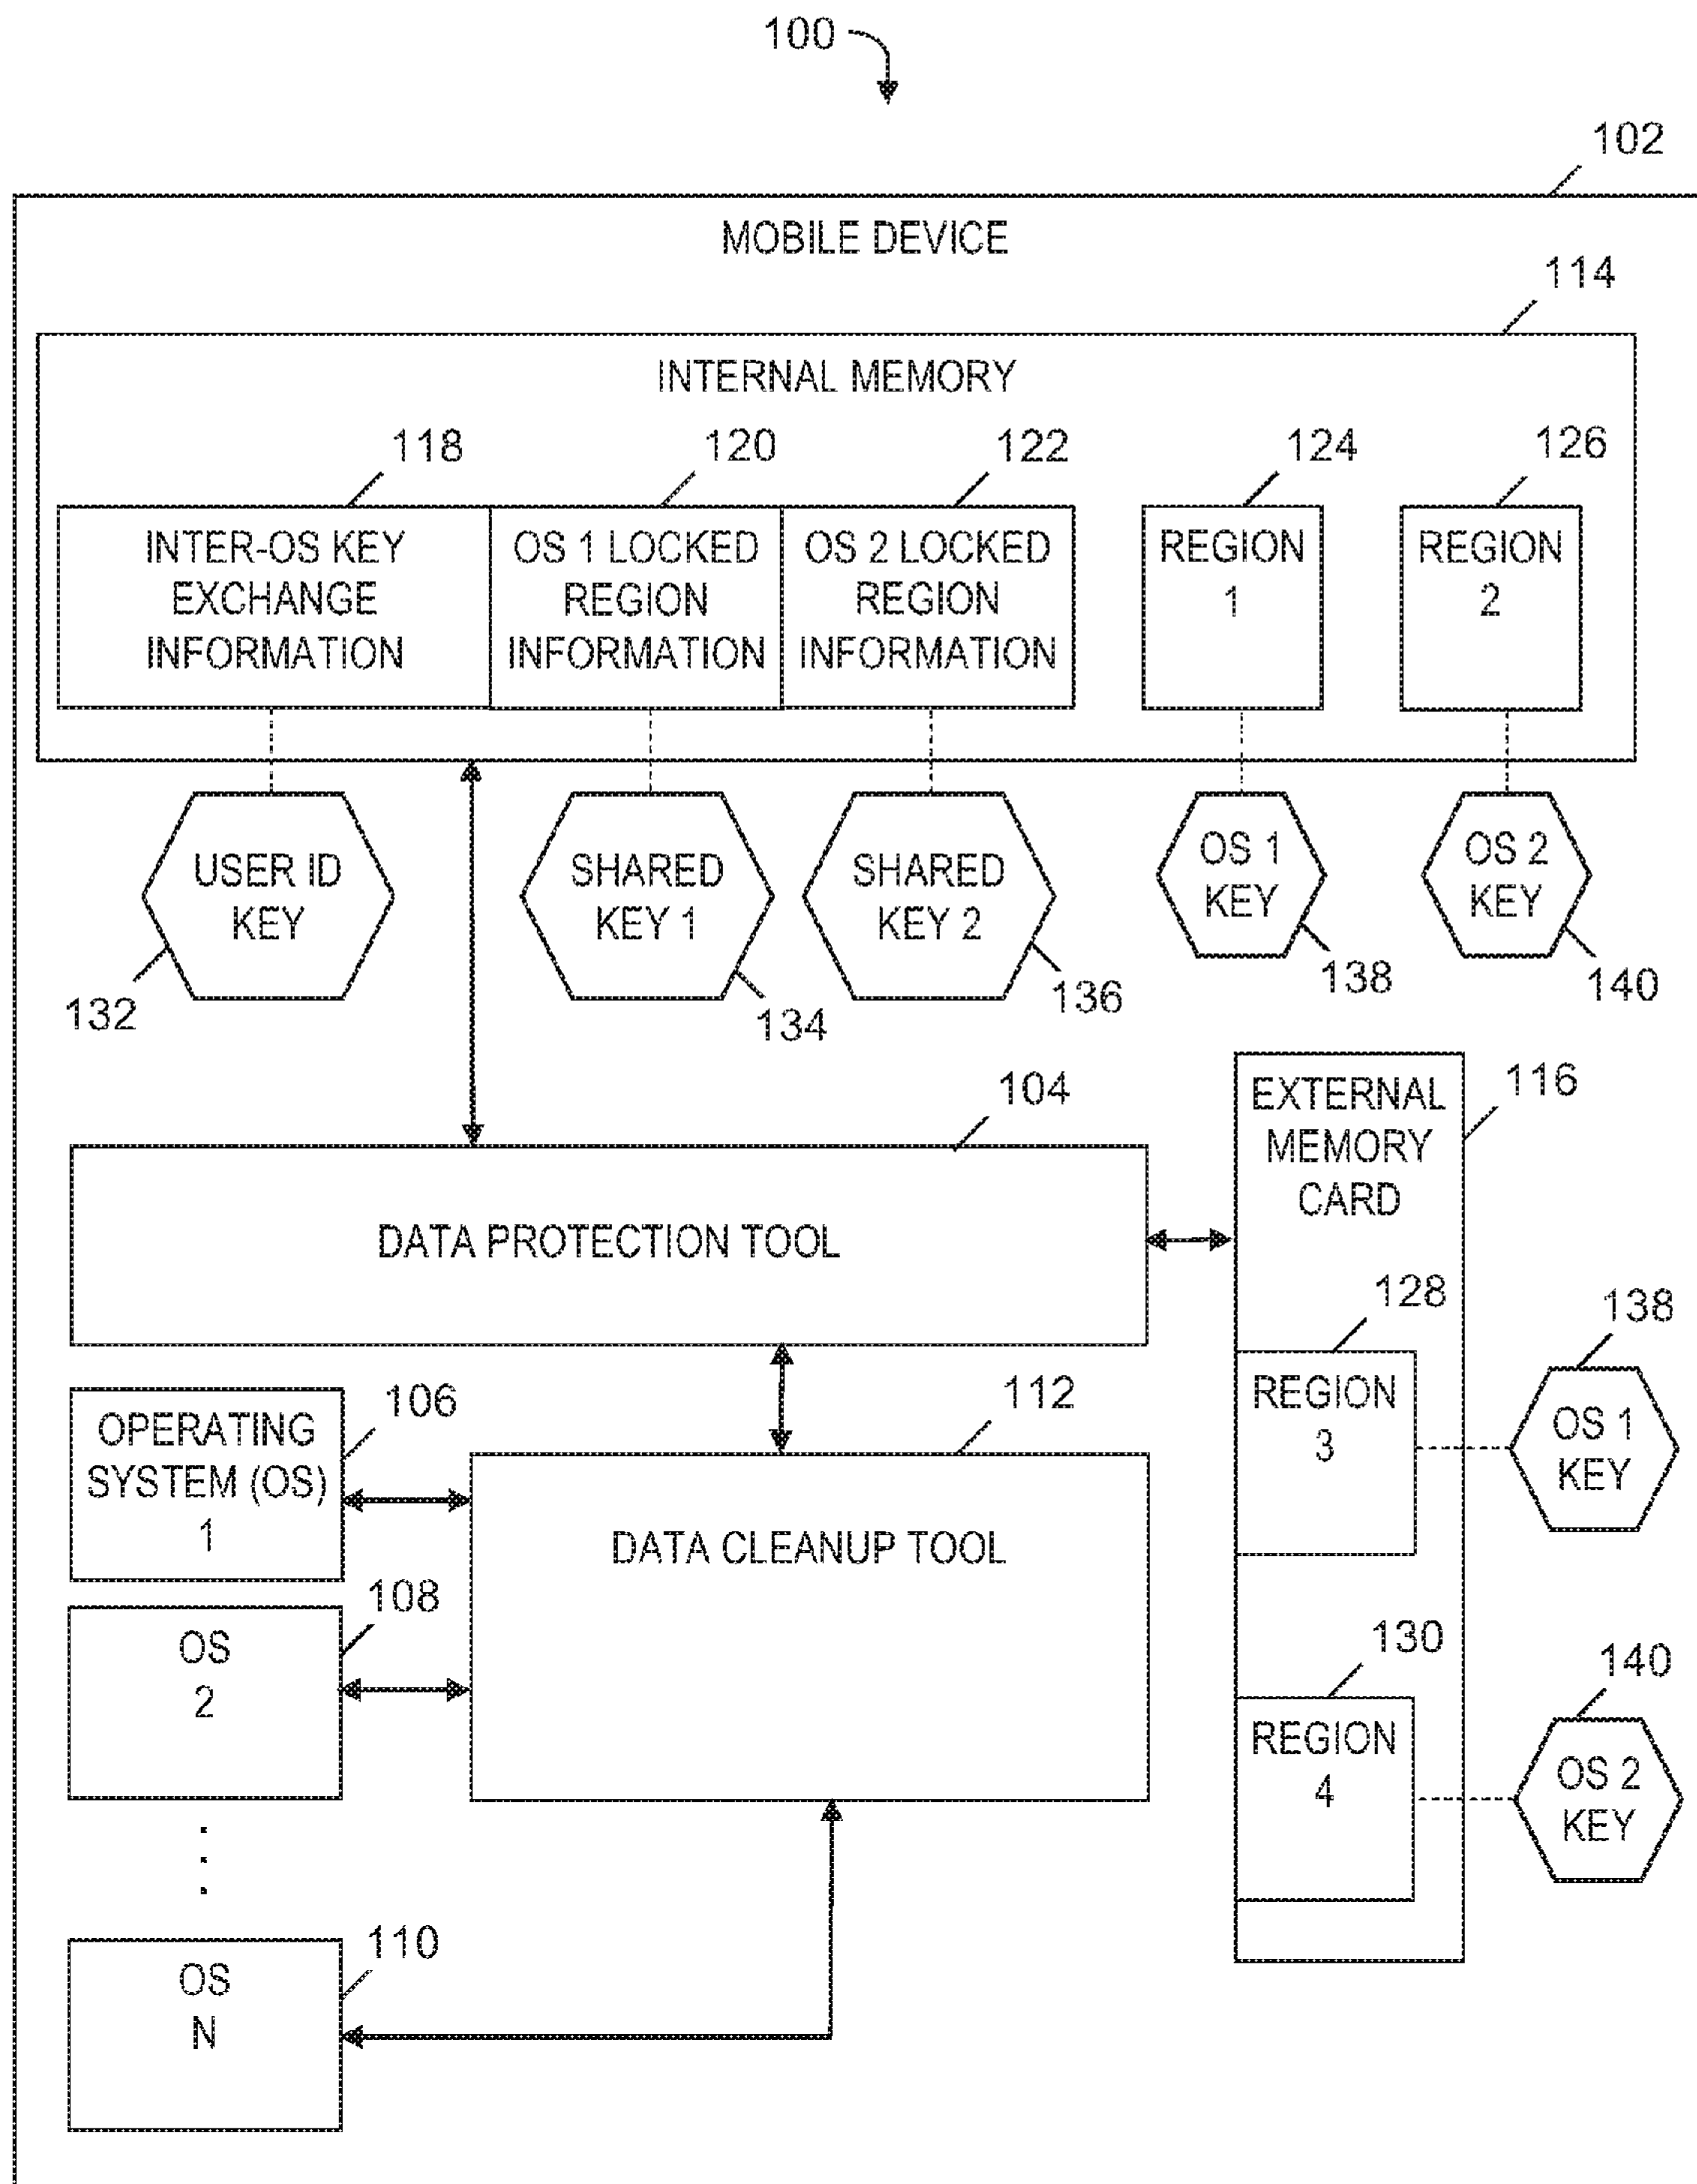 100
102
MOBILE DEVICE
114
INTERNAL MEMORY
118
120
122
124
126
INTER-OS KEY
EXCHANGE
INFORMATION
OS 1 LOCKED
REGION
INFORMATION
OS 2 LOCKED
REGION
INFORMATION
REGION
1
REGION
2
USER ID
KEY
SHARED
KEY 1
SHARED
KEY 2
OS 1
KEY
OS 2
KEY
132
134
136
138
140
104
DATA PROTECTION TOOL
EXTERNAL
MEMORY
CARD
116
128
REGION
3
138
OS 1
KEY
106
OPERATING
SYSTEM (OS)
1
112
DATA CLEANUP TOOL
108
OS
2
130
REGION
4
140
OS 2
KEY
.
.
.
110
OS
N